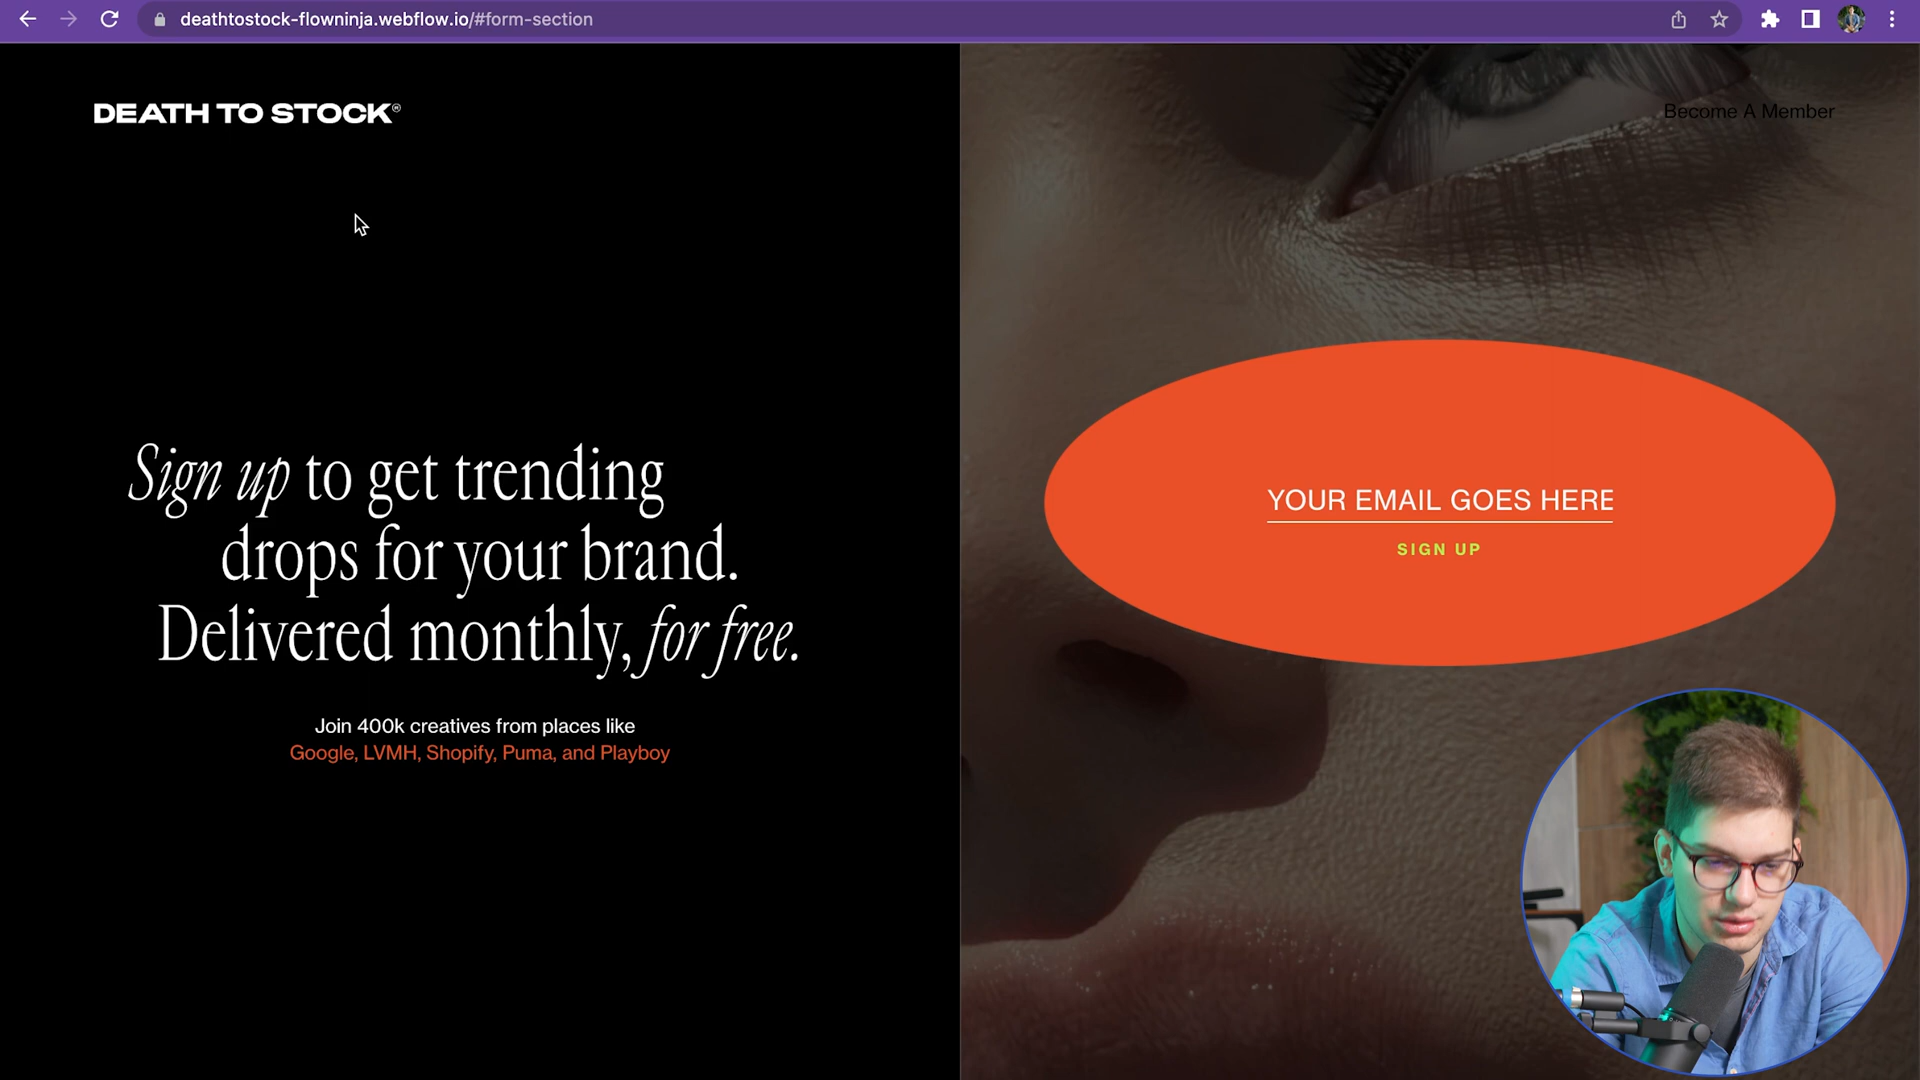 deathtostock-flowninja.webflow.io/#form-section
DEATH TO STOCK®
Become A Member
Sign up to get trending
drops for your brand.
Delivered monthly, for free.
Join 400k creatives from places like
Google, LVMH, Shopify, Puma, and Playboy
YOUR EMAIL GOES HERE
SIGN UP